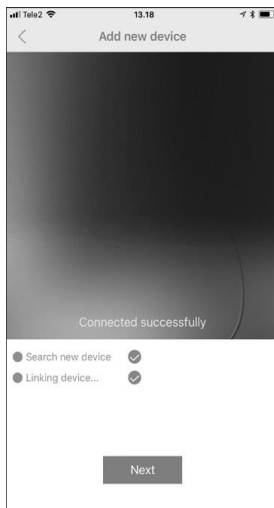 Tele2
13.18
Add new device
Connected successfully
Search new device
Linking device...
Next